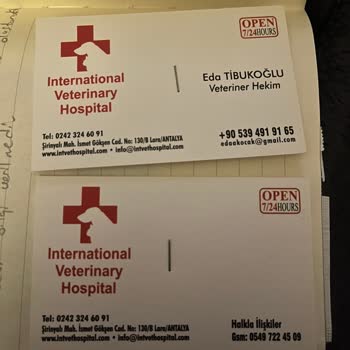 OPEN
7/24HOURS
International
Veterinary
Hospital
Eda TİBUKOĞLU
Veteriner Hekim
Tel: 0242 324 60 91
Şirinyalı Mah. İsmet Gökşen Cad. No: 130/B Lara/ANTALYA
www.intvethospital.com • info@intvethospital.com
+90 539 491 91 65
edaakocak@gmail.com
OPEN
7/24HOURS
International
Veterinary
Hospital
Tel: 0242 324 60 91
Şirinyalı Mah. İsmet Gökşen Cad. No: 130/B Lara/ANTALYA
www.intvethospital.com • info@intvethospital.com
Halkla İlişkiler
Gsm: 0549 722 45 09